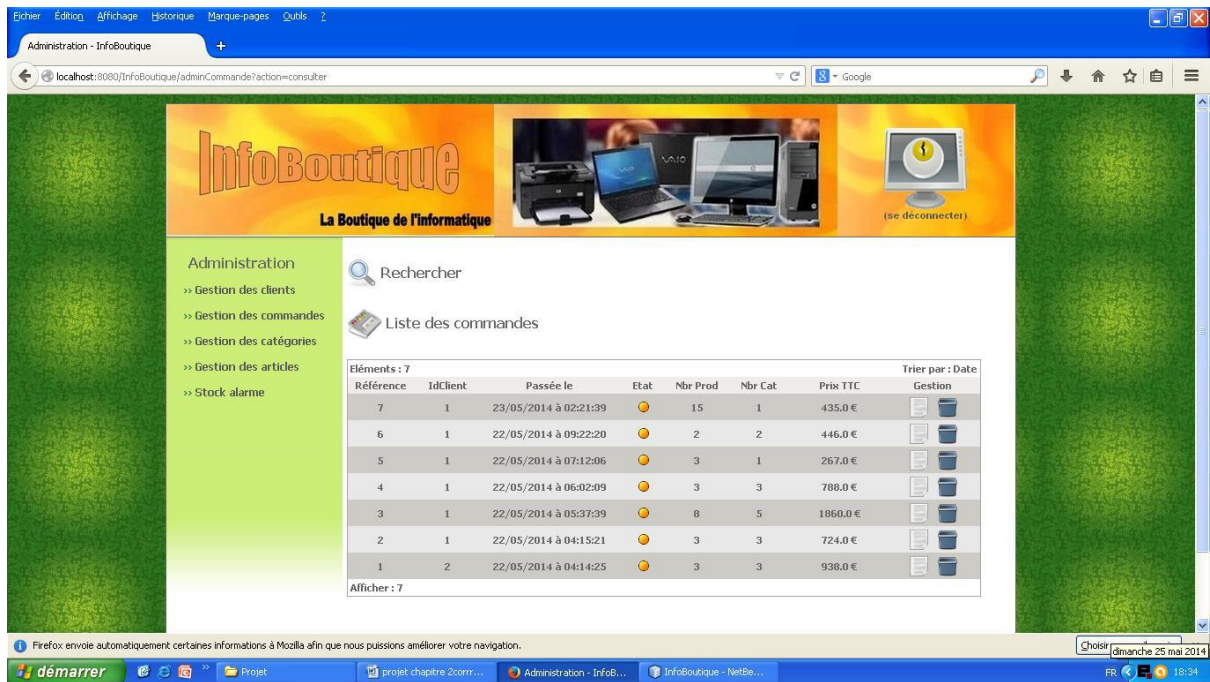 Fichier Édition Affichage Historique Marque-pages Outils ?
Administration - InfoBoutique +
localhost:8080/InfoBoutique/adminCommande?action=consulter
8 Google
InfoBoutique
La Boutique de l'informatique
VAIO
(se déconnecter)
Administration
>> Gestion des clients
>> Gestion des commandes
>> Gestion des catégories
>> Gestion des articles
>> Stock alarme
Rechercher
Liste des commandes
Eléments : 7 Trier par : Date
Référence IdClient Passée le Etat Nbr Prod Nbr Cat Prix TTC Gestion
7 1 23/05/2014 à 02:21:39 15 1 435.0 €
6 1 22/05/2014 à 09:22:20 2 2 446.0 €
5 1 22/05/2014 à 07:12:06 3 1 267.0 €
4 1 22/05/2014 à 06:02:09 3 3 788.0 €
3 1 22/05/2014 à 05:37:39 8 5 1860.0 €
2 1 22/05/2014 à 04:15:21 3 3 724.0 €
1 2 22/05/2014 à 04:14:25 3 3 938.0 €
Afficher : 7
Firefox envoie automatiquement certaines informations à Mozilla afin que nous puissions améliorer votre navigation.
Choisir
dimanche 25 mai 2014
démarrer Projet projet chapitre 2corrr... Administration - InfoB... InfoBoutique - NetBe... FR 18:34